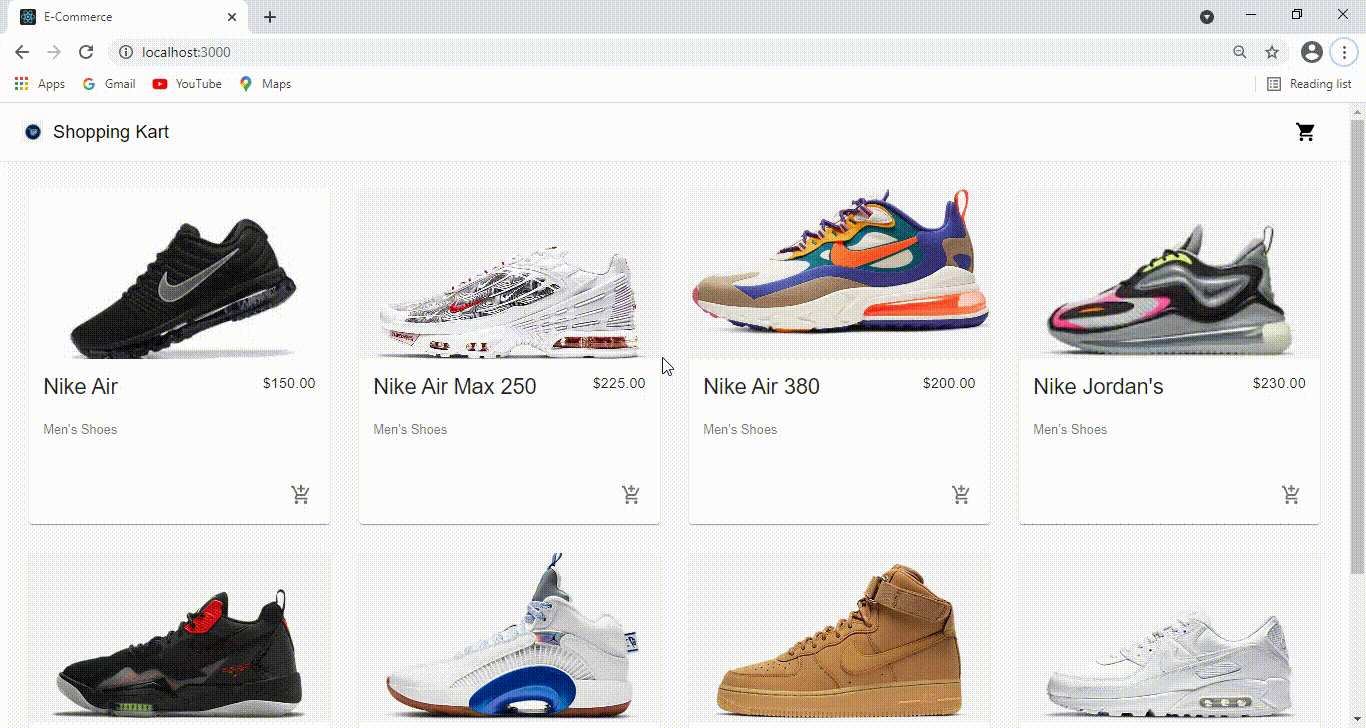 E-Commerce
localhost:3000
Apps Gmail YouTube Maps Reading list
Shopping Kart
Nike Air $150.00
Men's Shoes
Nike Air Max 250 $225.00
Men's Shoes
Nike Air 380 $200.00
Men's Shoes
Nike Jordan's $230.00
Men's Shoes